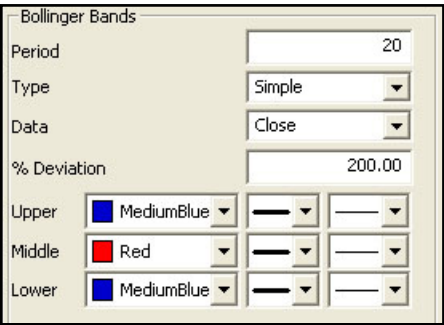 Bollinger Bands
Period 20
Type Simple
Data Close
% Deviation 200.00
Upper MediumBlue
Middle Red
Lower MediumBlue